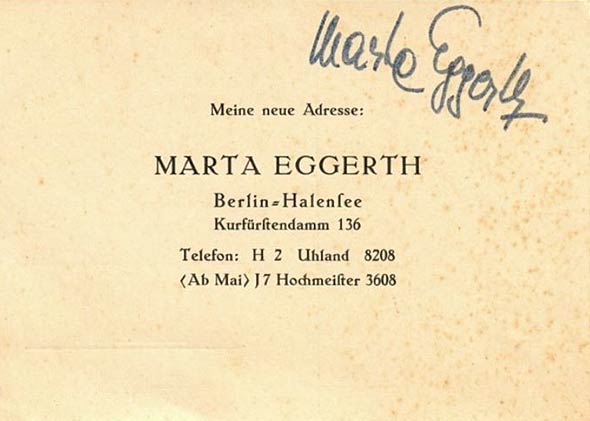 Marta Eggerth
Meine neue Adresse:
MARTA EGGERTH
Berlin=Halenſee
Kurfürſtendamm 136
Telefon: H 2 Uhland 8208
⟨Ab Mai⟩ J 7 Hochmeiſter 3608